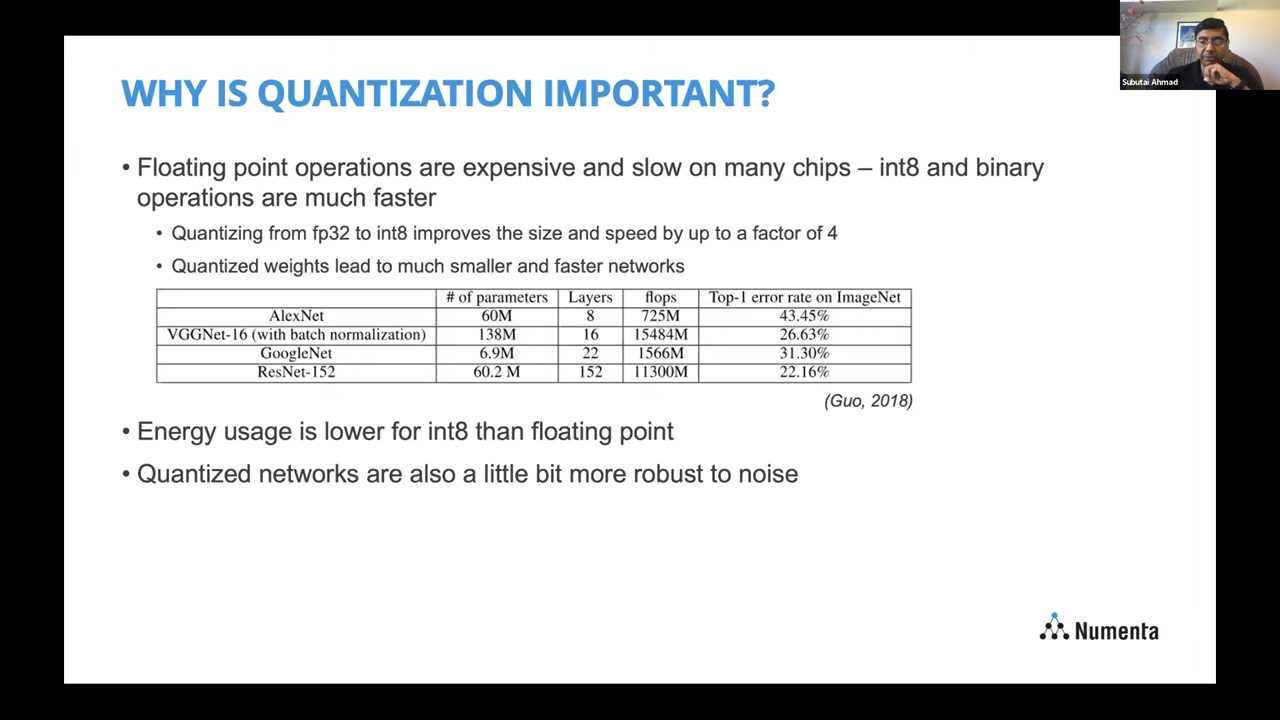 Subutai Ahmad
WHY IS QUANTIZATION IMPORTANT?
• Floating point operations are expensive and slow on many chips – int8 and binary
operations are much faster
• Quantizing from fp32 to int8 improves the size and speed by up to a factor of 4
• Quantized weights lead to much smaller and faster networks
# of parameters Layers flops Top-1 error rate on ImageNet
AlexNet 60M 8 725M 43.45%
VGGNet-16 (with batch normalization) 138M 16 15484M 26.63%
GoogleNet 6.9M 22 1566M 31.30%
ResNet-152 60.2 M 152 11300M 22.16%
(Guo, 2018)
• Energy usage is lower for int8 than floating point
• Quantized networks are also a little bit more robust to noise
Numenta